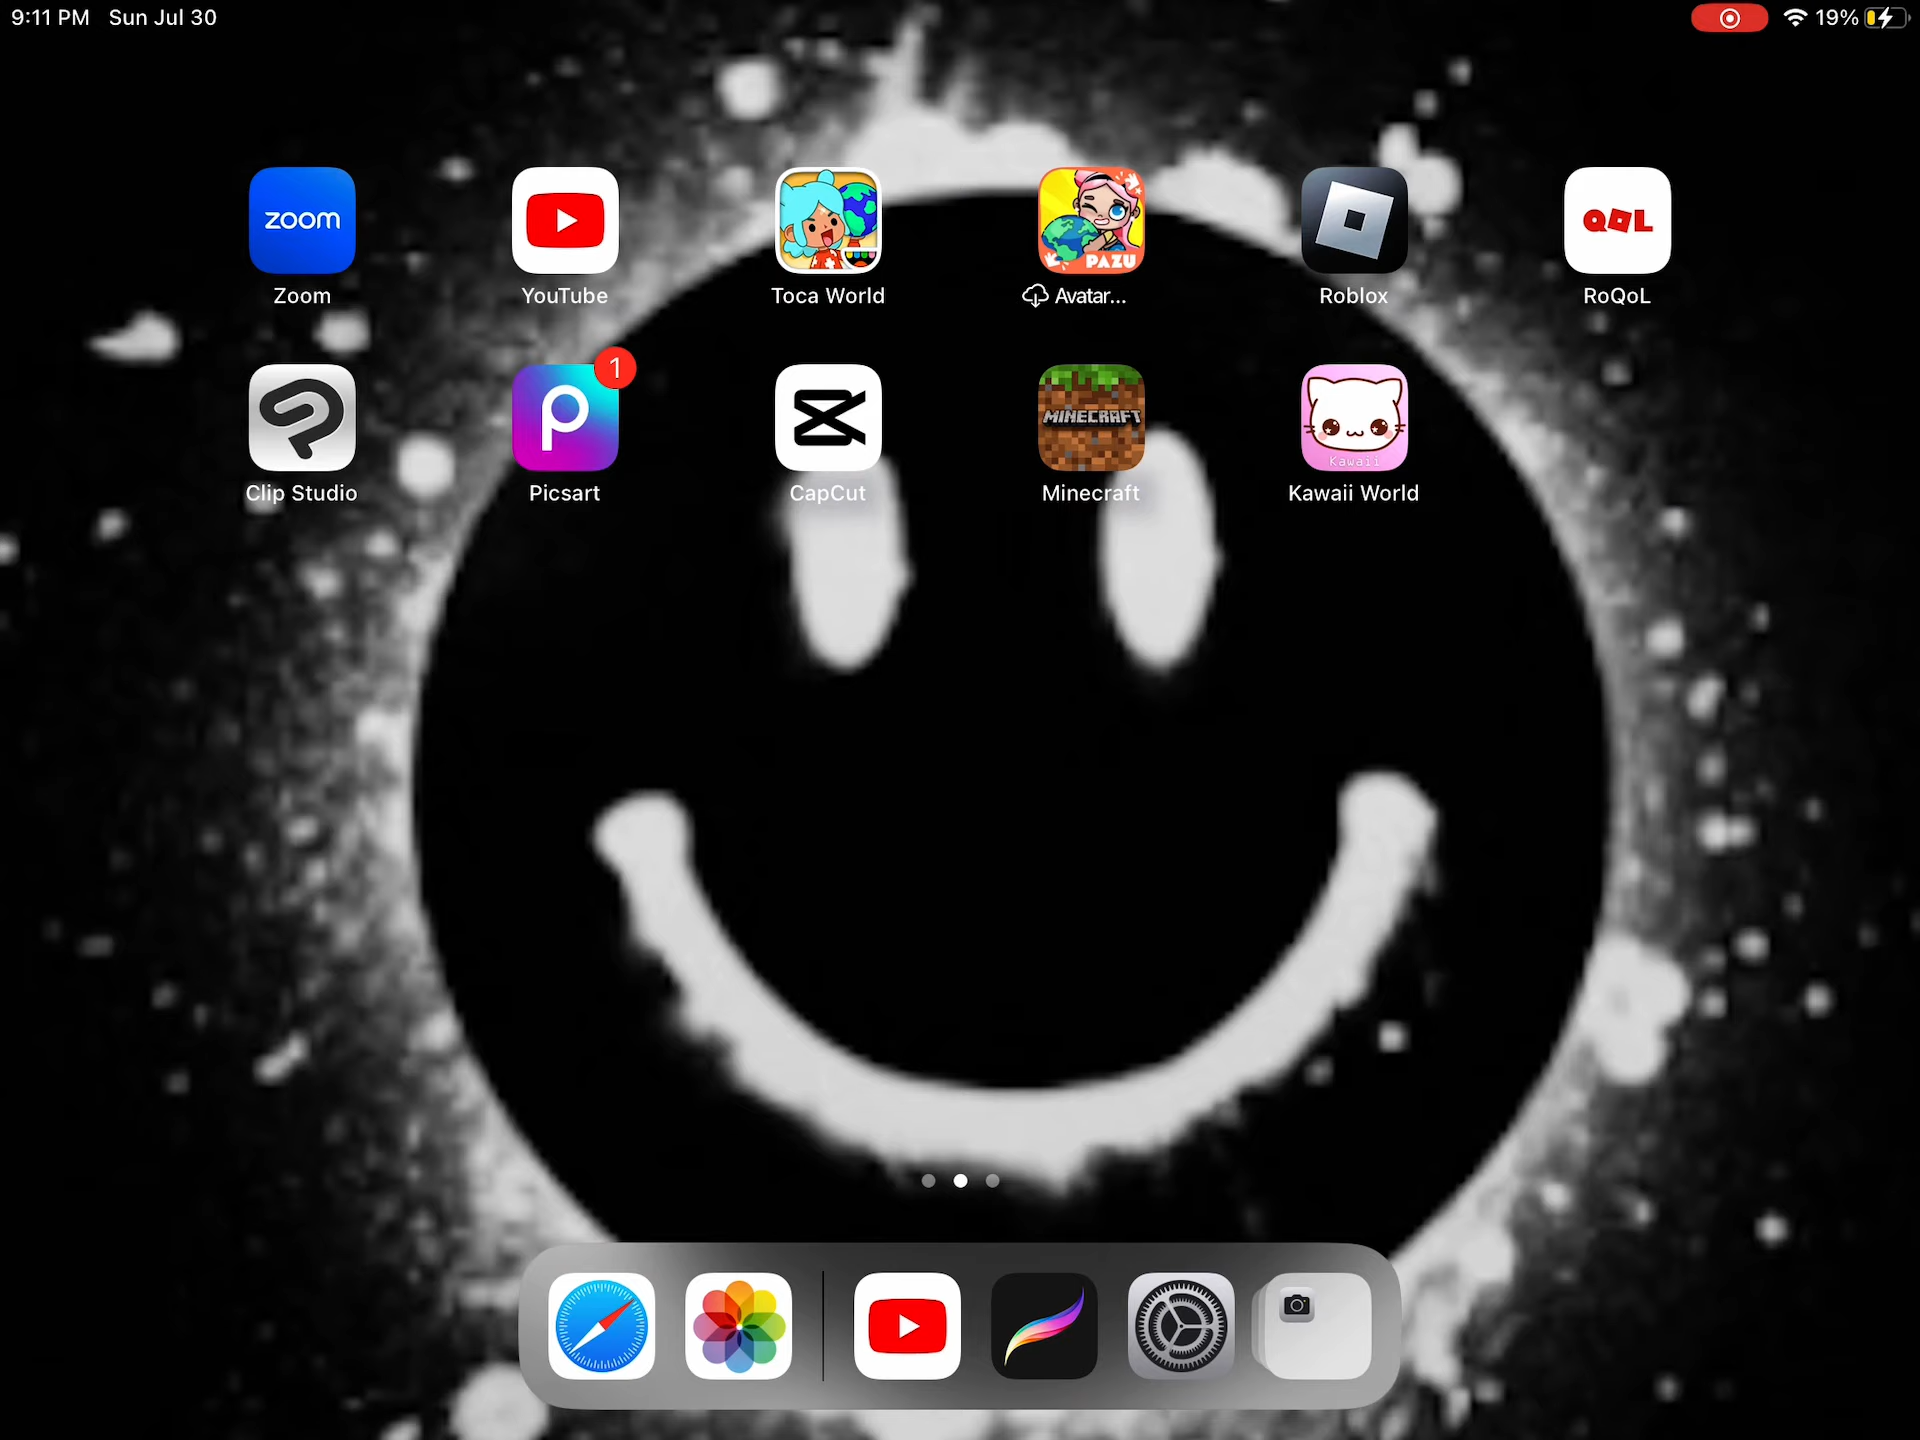 9:11 PM Sun Jul 30 19%
zoom PAZU QOL
Zoom YouTube Toca World Avatar... Roblox RoQoL
1
MINECRAFT Kawaii
Clip Studio Picsart CapCut Minecraft Kawaii World